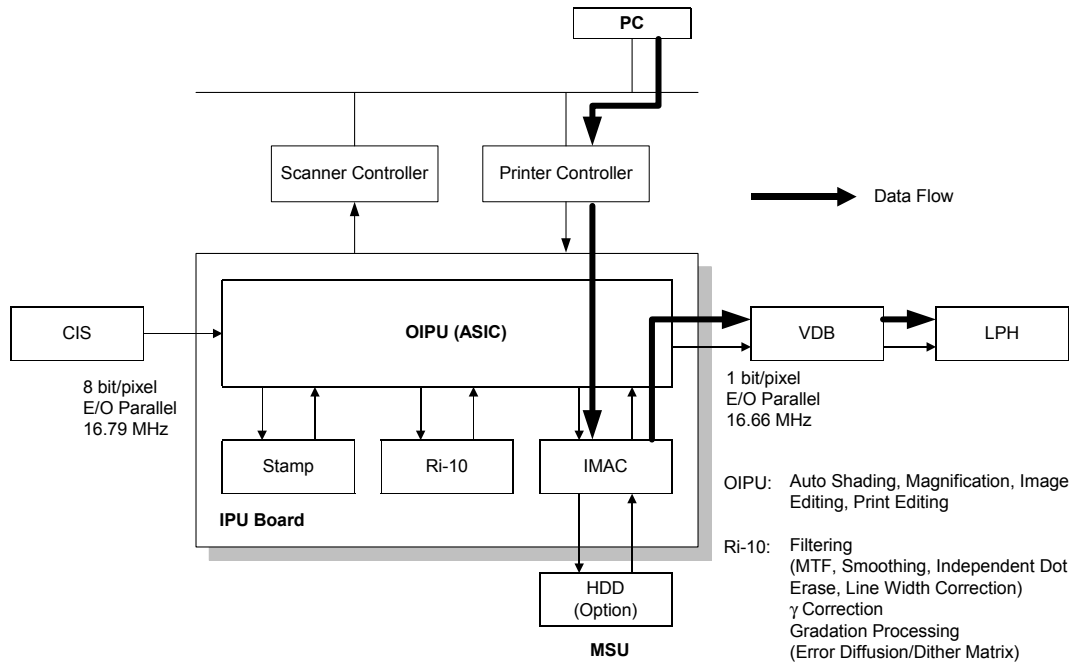 PC
Scanner Controller
Printer Controller
Data Flow
CIS
OIPU (ASIC)
VDB
LPH
8 bit/pixel
E/O Parallel
16.79 MHz
1 bit/pixel
E/O Parallel
16.66 MHz
Stamp
Ri-10
IMAC
IPU Board
HDD
(Option)
MSU
OIPU: Auto Shading, Magnification, Image
Editing, Print Editing
Ri-10: Filtering
(MTF, Smoothing, Independent Dot
Erase, Line Width Correction)
γ Correction
Gradation Processing
(Error Diffusion/Dither Matrix)